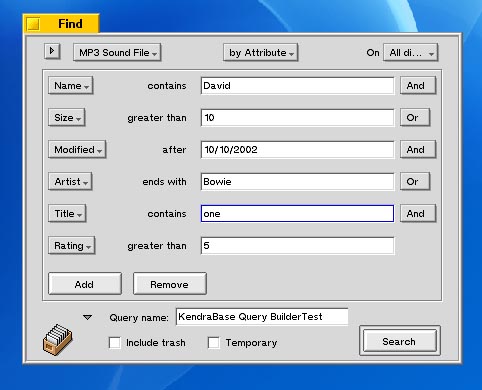 Find
MP3 Sound File by Attribute On All di...
Name contains David And
Size greater than 10 Or
Modified after 10/10/2002 And
Artist ends with Bowie Or
Title contains one And
Rating greater than 5
Add Remove
Query name: KendraBase Query BuilderTest
Include trash Temporary Search